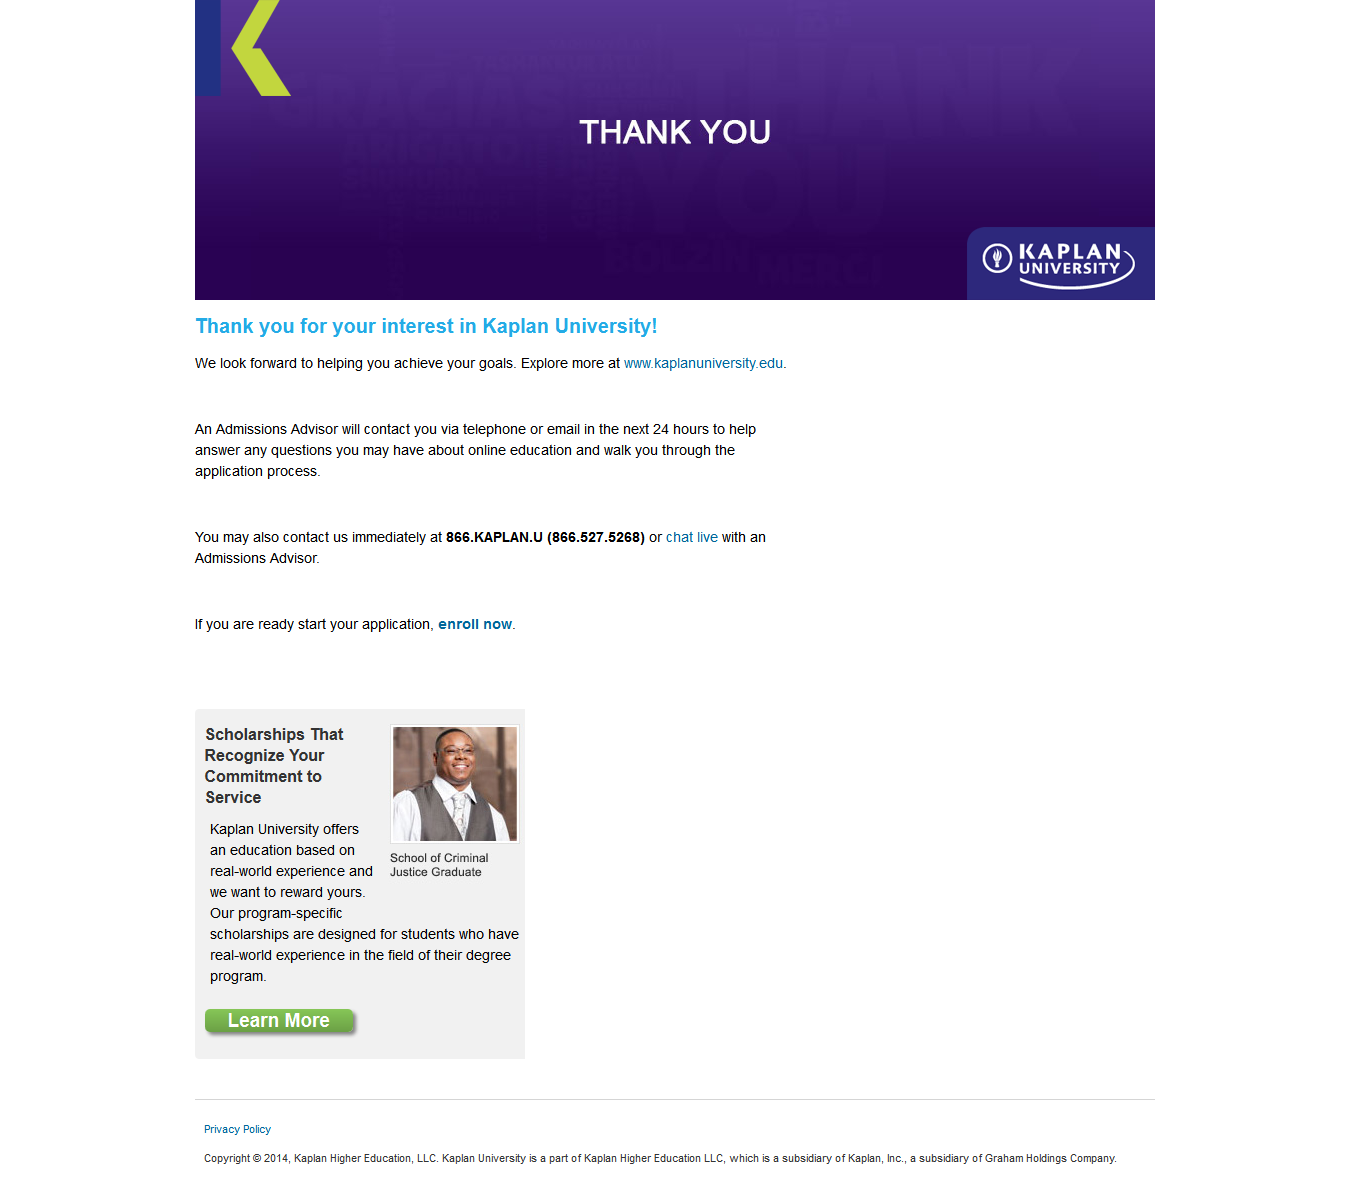 THANK YOU
GRACIAS
THANK
ARIGATO
YOU
BOLZIN
MERCI
KAPLAN
UNIVERSITY
Thank you for your interest in Kaplan University!
We look forward to helping you achieve your goals. Explore more at www.kaplanuniversity.edu.
An Admissions Advisor will contact you via telephone or email in the next 24 hours to help
answer any questions you may have about online education and walk you through the
application process.
You may also contact us immediately at 866.KAPLAN.U (866.527.5268) or chat live with an
Admissions Advisor.
If you are ready start your application, enroll now.
Scholarships That
Recognize Your
Commitment to
Service
Kaplan University offers
an education based on
real-world experience and
we want to reward yours.
Our program-specific
scholarships are designed for students who have
real-world experience in the field of their degree
program.
School of Criminal
Justice Graduate
Learn More
Privacy Policy
Copyright © 2014, Kaplan Higher Education, LLC. Kaplan University is a part of Kaplan Higher Education LLC, which is a subsidiary of Kaplan, Inc., a subsidiary of Graham Holdings Company.